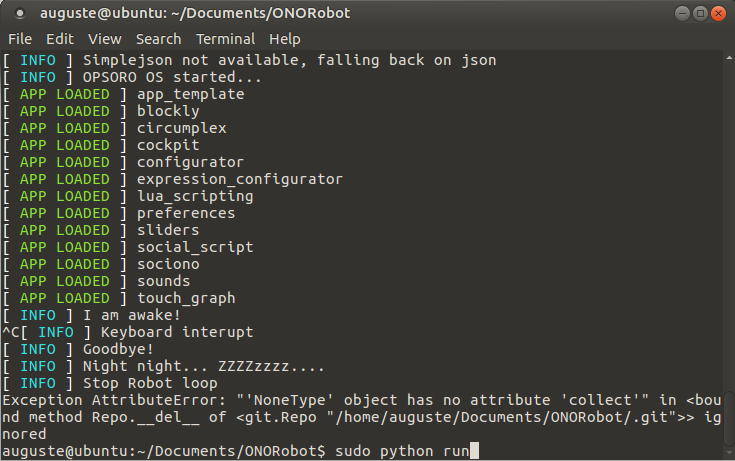 auguste@ubuntu: ~/Documents/ONORobot
File Edit View Search Terminal Help
[ INFO ] Simplejson not available, falling back on json
[ INFO ] OPSORO OS started...
[ APP LOADED ] app_template
[ APP LOADED ] blockly
[ APP LOADED ] circumplex
[ APP LOADED ] cockpit
[ APP LOADED ] configurator
[ APP LOADED ] expression_configurator
[ APP LOADED ] lua_scripting
[ APP LOADED ] preferences
[ APP LOADED ] sliders
[ APP LOADED ] social_script
[ APP LOADED ] sociono
[ APP LOADED ] sounds
[ APP LOADED ] touch_graph
[ INFO ] I am awake!
^C[ INFO ] Keyboard interupt
[ INFO ] Goodbye!
[ INFO ] Night night... ZZZZzzzz....
[ INFO ] Stop Robot loop
Exception AttributeError: "'NoneType' object has no attribute 'collect'" in <bou
nd method Repo.__del__ of <git.Repo "/home/auguste/Documents/ONORobot/.git">> ig
nored
auguste@ubuntu:~/Documents/ONORobot$ sudo python run